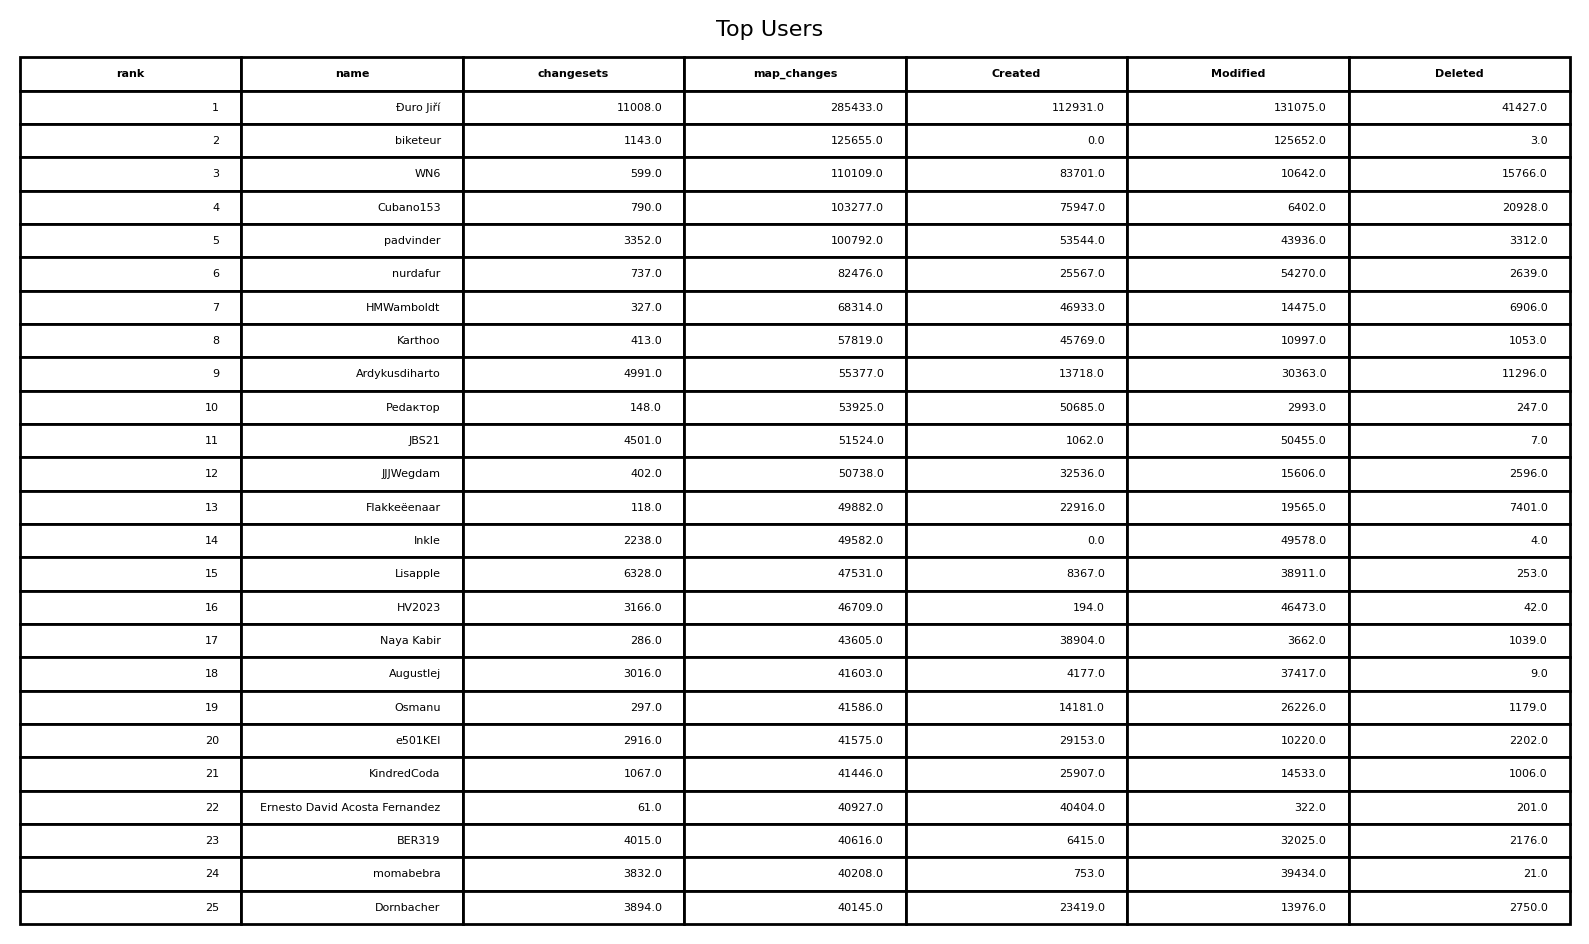 Top Users
rank name changesets map_changes Created Modified Deleted
1 Đuro Jiří 11008.0 285433.0 112931.0 131075.0 41427.0
2 biketeur 1143.0 125655.0 0.0 125652.0 3.0
3 WN6 599.0 110109.0 83701.0 10642.0 15766.0
4 Cubano153 790.0 103277.0 75947.0 6402.0 20928.0
5 padvinder 3352.0 100792.0 53544.0 43936.0 3312.0
6 nurdafur 737.0 82476.0 25567.0 54270.0 2639.0
7 HMWamboldt 327.0 68314.0 46933.0 14475.0 6906.0
8 Karthoo 413.0 57819.0 45769.0 10997.0 1053.0
9 Ardykusdiharto 4991.0 55377.0 13718.0 30363.0 11296.0
10 Pедактор 148.0 53925.0 50685.0 2993.0 247.0
11 JBS21 4501.0 51524.0 1062.0 50455.0 7.0
12 JJJWegdam 402.0 50738.0 32536.0 15606.0 2596.0
13 Flakkeëenaar 118.0 49882.0 22916.0 19565.0 7401.0
14 Inkle 2238.0 49582.0 0.0 49578.0 4.0
15 Lisapple 6328.0 47531.0 8367.0 38911.0 253.0
16 HV2023 3166.0 46709.0 194.0 46473.0 42.0
17 Naya Kabir 286.0 43605.0 38904.0 3662.0 1039.0
18 Augustlej 3016.0 41603.0 4177.0 37417.0 9.0
19 Osmanu 297.0 41586.0 14181.0 26226.0 1179.0
20 e501KEI 2916.0 41575.0 29153.0 10220.0 2202.0
21 KindredCoda 1067.0 41446.0 25907.0 14533.0 1006.0
22 Ernesto David Acosta Fernandez 61.0 40927.0 40404.0 322.0 201.0
23 BER319 4015.0 40616.0 6415.0 32025.0 2176.0
24 momabebra 3832.0 40208.0 753.0 39434.0 21.0
25 Dornbacher 3894.0 40145.0 23419.0 13976.0 2750.0